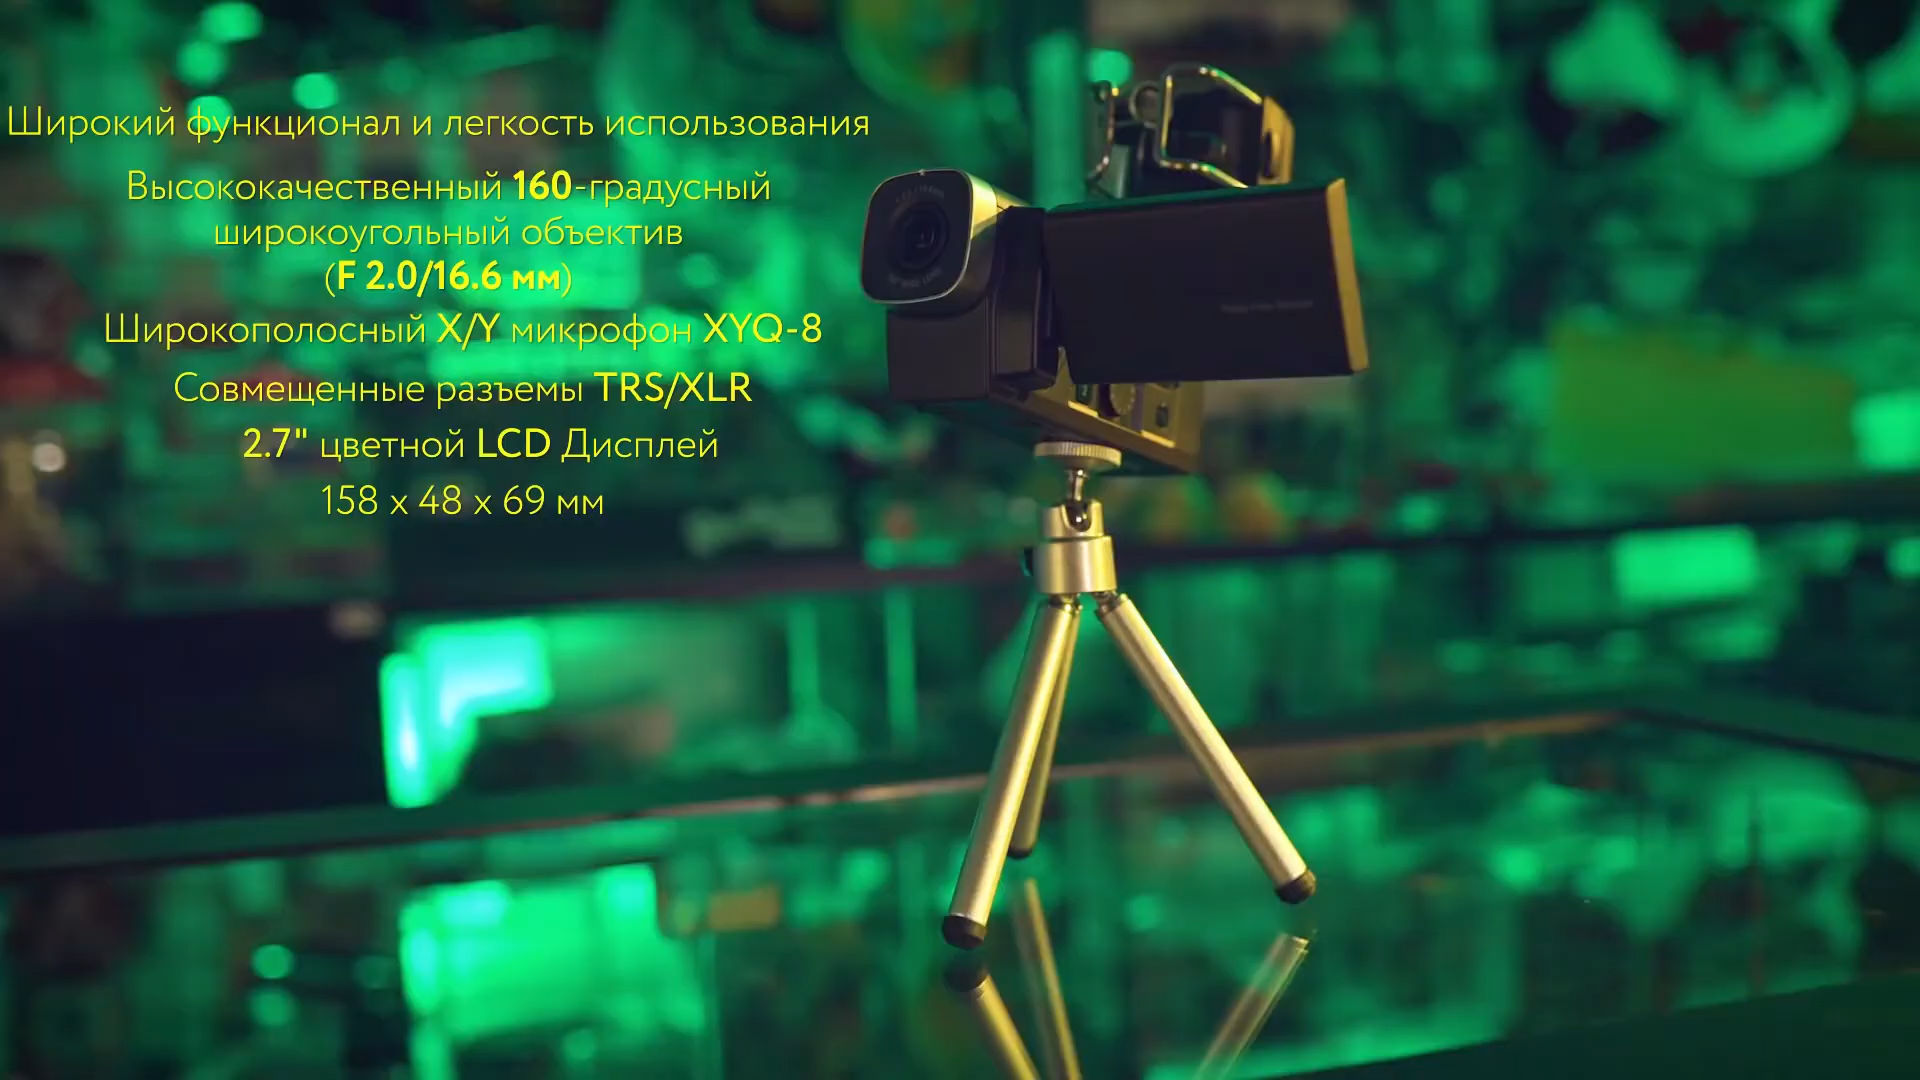 Широкий функционал и легкость использования
Высококачественный 160-градусный
широкоугольный объектив
(F 2.0/16.6 мм)
Широкополосный X/Y микрофон XYQ-8
Совмещенные разъемы TRS/XLR
2.7" цветной LCD Дисплей
158 x 48 x 69 мм